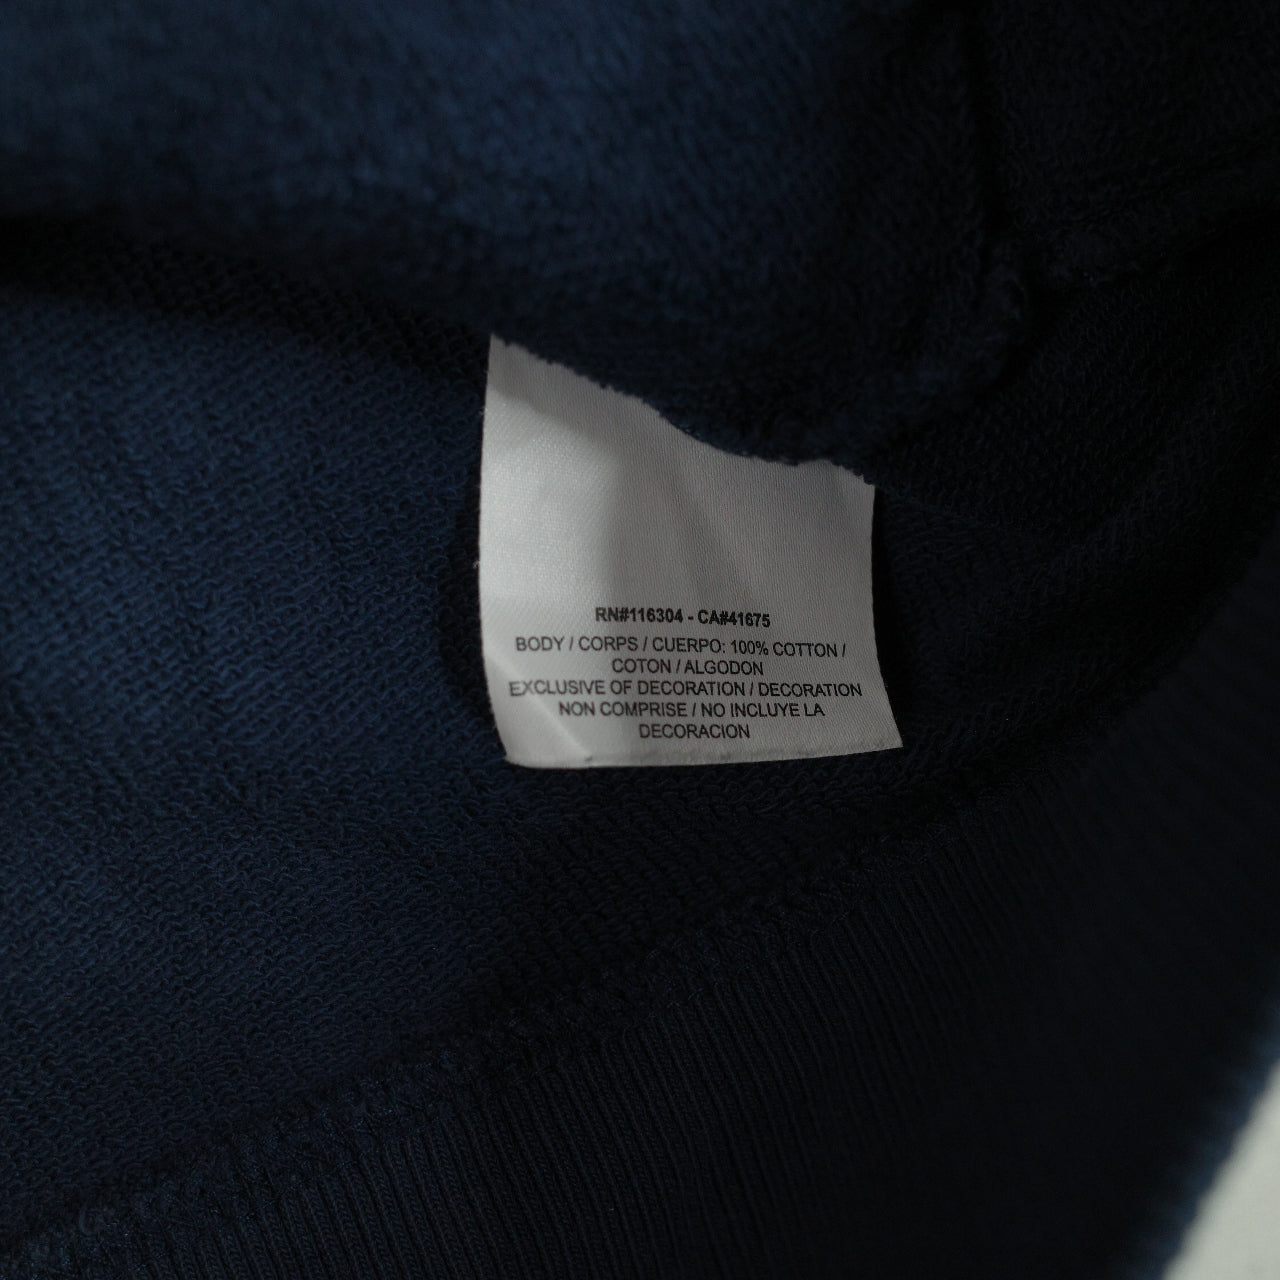 RN#116304 - CA#41675
BODY / CORPS / CUERPO: 100% COTTON /
COTON / ALGODON
EXCLUSIVE OF DECORATION / DECORATION
NON COMPRISE / NO INCLUYE LA
DECORACION